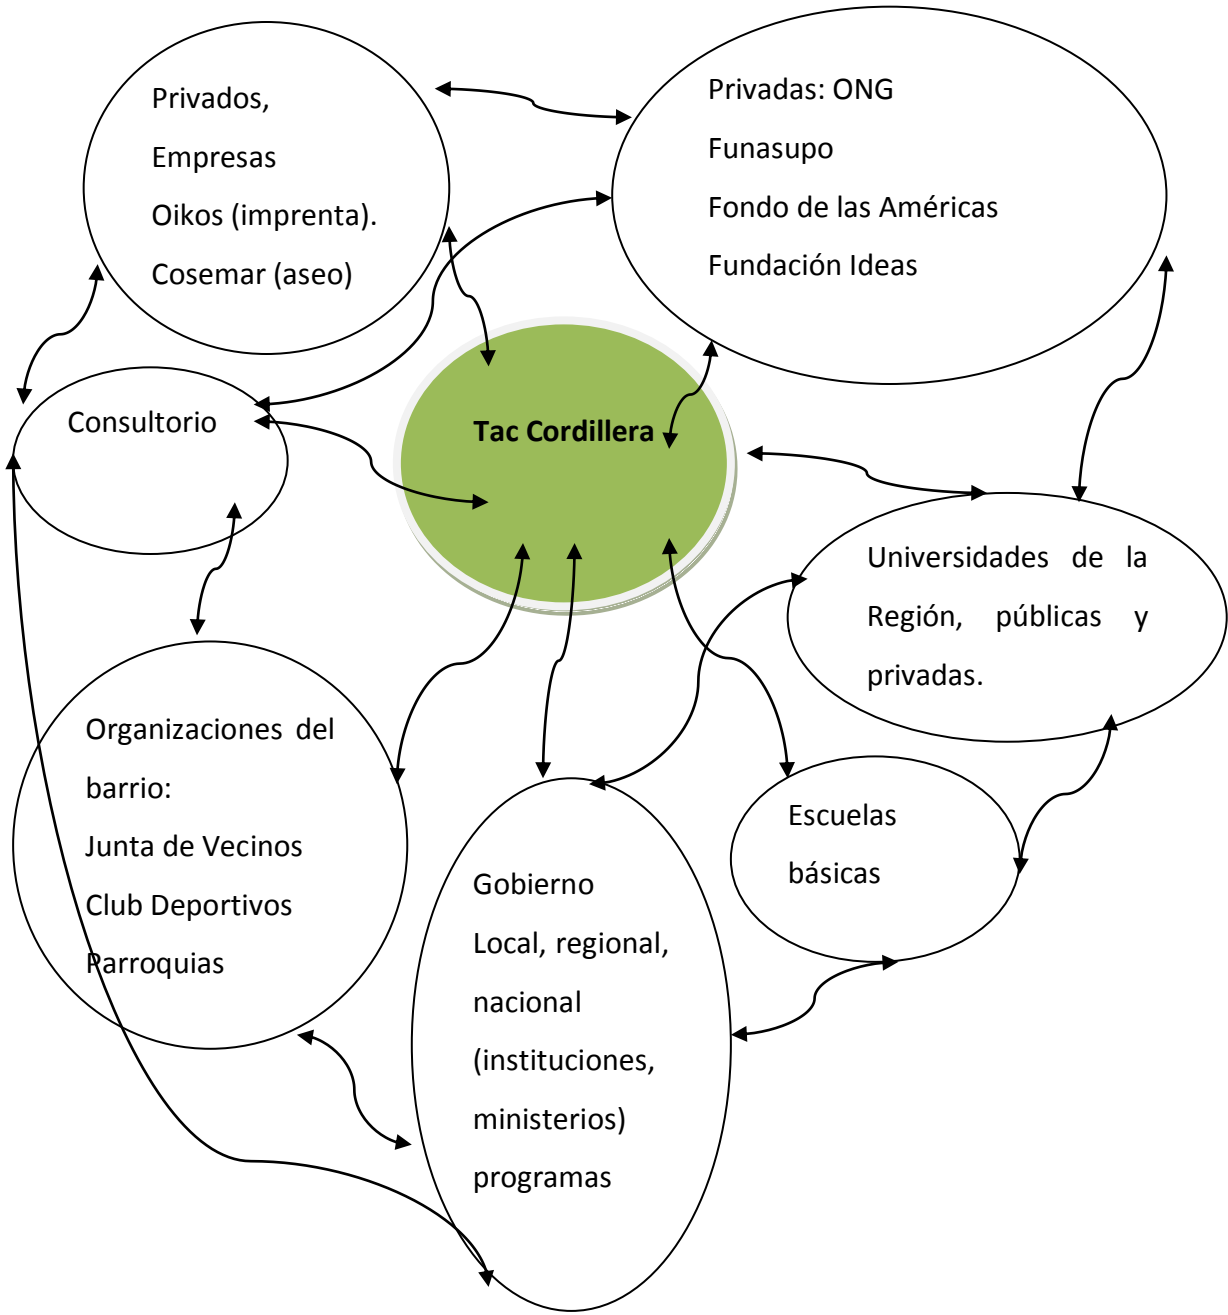 Privados,
Empresas
Oikos (imprenta).
Cosemar (aseo)
Privadas: ONG
Funasupo
Fondo de las Américas
Fundación Ideas
Consultorio
Tac Cordillera
Universidades de la
Región, públicas y
privadas.
Organizaciones del
barrio:
Junta de Vecinos
Club Deportivos
Parroquias
Gobierno
Local, regional,
nacional
(instituciones,
ministerios)
programas
Escuelas
básicas